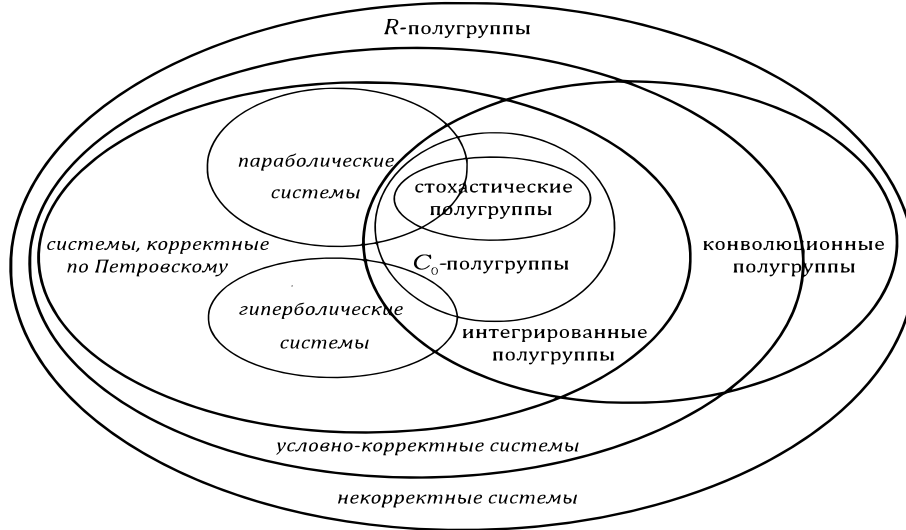 R-полугруппы
параболические
системы
стохастические
полугруппы
системы, корректные
по Петровскому
C₀-полугруппы
конволюционные
полугруппы
гиперболические
системы
интегрированные
полугруппы
условно-корректные системы
некорректные системы